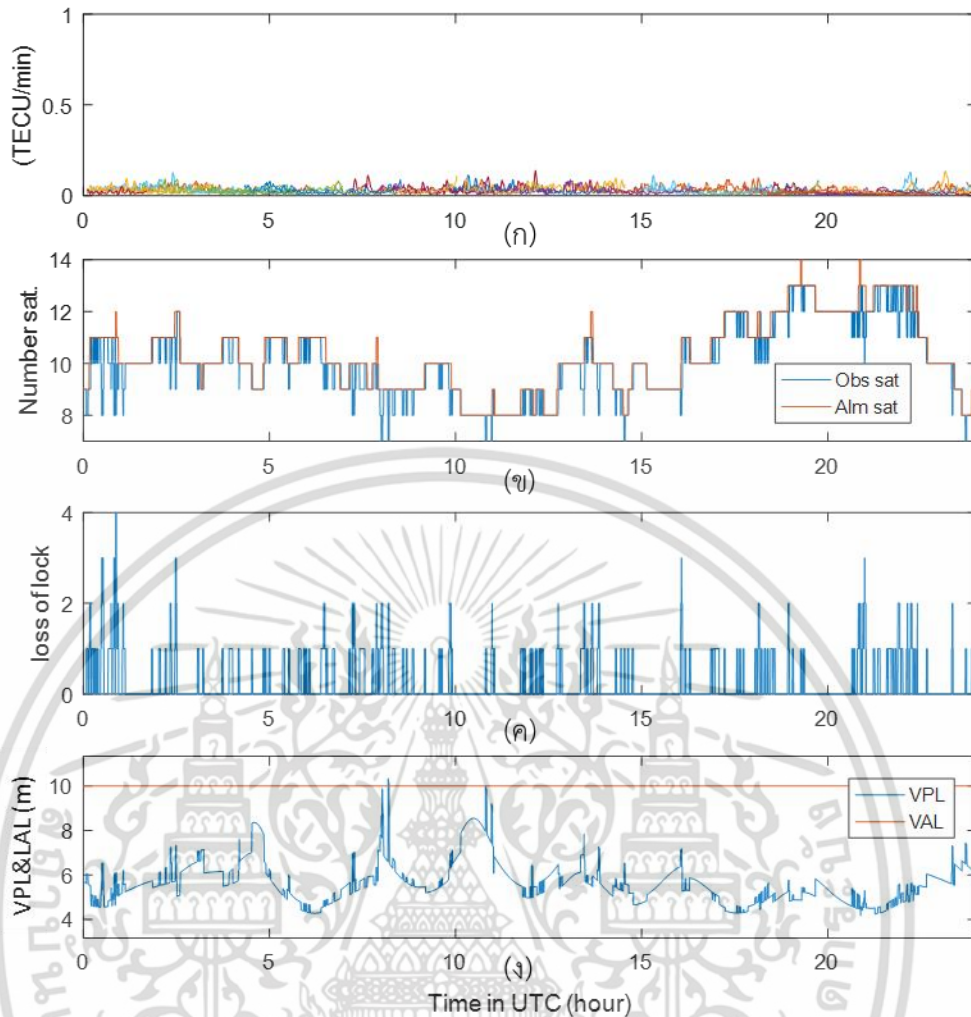 (TECU/min)
1
0.5
0
0 5 10 15 20
(ก)
Number sat.
14
12
10
8
Obs sat
Alm sat
0 5 10 15 20
(ข)
loss of lock
4
2
0
0 5 10 15 20
(ค)
VPL&LAL (m)
10
8
6
4
VPL
VAL
0 5 10 15 20
(ง)
Time in UTC (hour)